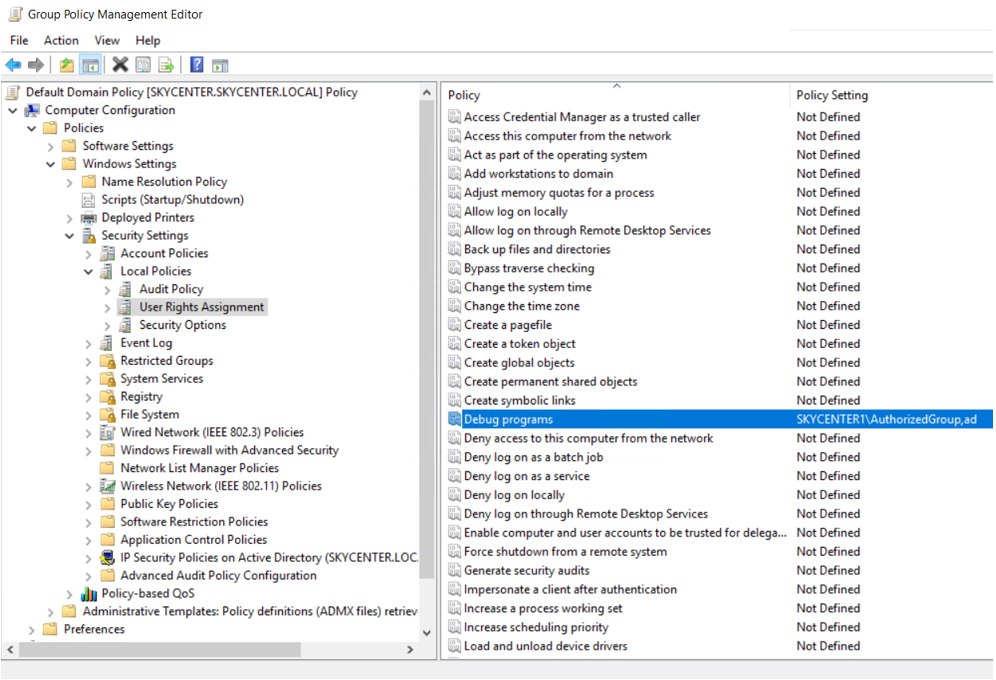 Group Policy Management Editor
File Action View Help
Default Domain Policy [SKYCENTER.SKYCENTER.LOCAL] Policy
Computer Configuration
Policies
Software Settings
Windows Settings
Name Resolution Policy
Scripts (Startup/Shutdown)
Deployed Printers
Security Settings
Account Policies
Local Policies
Audit Policy
User Rights Assignment
Security Options
Event Log
Restricted Groups
System Services
Registry
File System
Wired Network (IEEE 802.3) Policies
Windows Firewall with Advanced Security
Network List Manager Policies
Wireless Network (IEEE 802.11) Policies
Public Key Policies
Software Restriction Policies
Application Control Policies
IP Security Policies on Active Directory (SKYCENTER.LOC
Advanced Audit Policy Configuration
Policy-based QoS
Administrative Templates: Policy definitions (ADMX files) retriev
Preferences
Policy Policy Setting
Access Credential Manager as a trusted caller Not Defined
Access this computer from the network Not Defined
Act as part of the operating system Not Defined
Add workstations to domain Not Defined
Adjust memory quotas for a process Not Defined
Allow log on locally Not Defined
Allow log on through Remote Desktop Services Not Defined
Back up files and directories Not Defined
Bypass traverse checking Not Defined
Change the system time Not Defined
Change the time zone Not Defined
Create a pagefile Not Defined
Create a token object Not Defined
Create global objects Not Defined
Create permanent shared objects Not Defined
Create symbolic links Not Defined
Debug programs SKYCENTER1\AuthorizedGroup,ad
Deny access to this computer from the network Not Defined
Deny log on as a batch job Not Defined
Deny log on as a service Not Defined
Deny log on locally Not Defined
Deny log on through Remote Desktop Services Not Defined
Enable computer and user accounts to be trusted for delega... Not Defined
Force shutdown from a remote system Not Defined
Generate security audits Not Defined
Impersonate a client after authentication Not Defined
Increase a process working set Not Defined
Increase scheduling priority Not Defined
Load and unload device drivers Not Defined